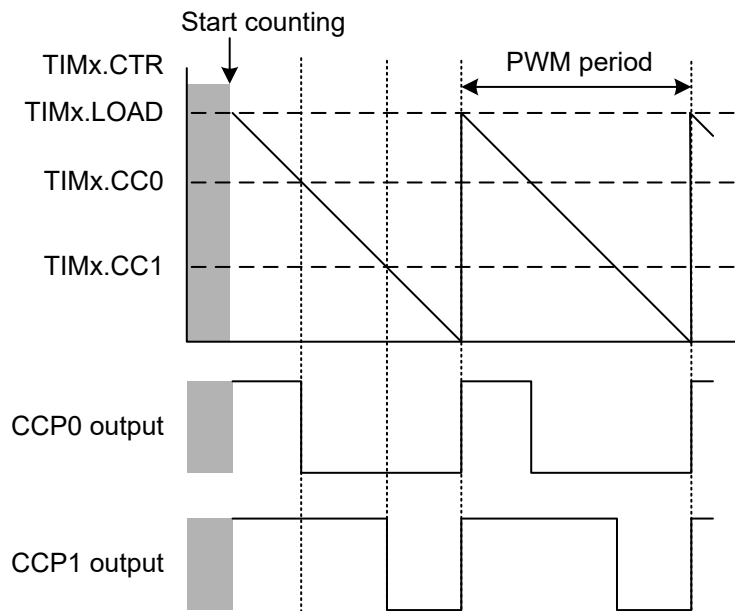 Start counting
TIMx.CTR
PWM period
TIMx.LOAD
TIMx.CC0
TIMx.CC1
CCP0 output
CCP1 output